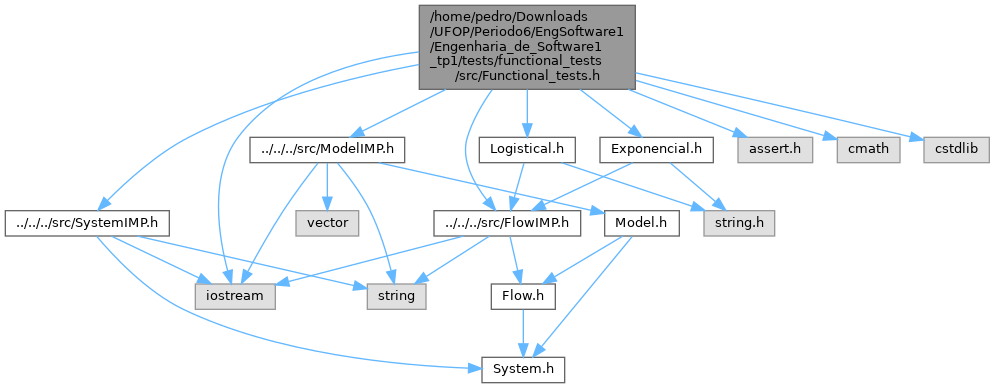 /home/pedro/Downloads
/UFOP/Periodo6/EngSoftware1
/Engenharia_de_Software1
_tp1/tests/functional_tests
/src/Functional_tests.h
../../../src/ModelIMP.h
Logistical.h
Exponencial.h
assert.h
cmath
cstdlib
../../../src/SystemIMP.h
vector
../../../src/FlowIMP.h
Model.h
string.h
iostream
string
Flow.h
System.h